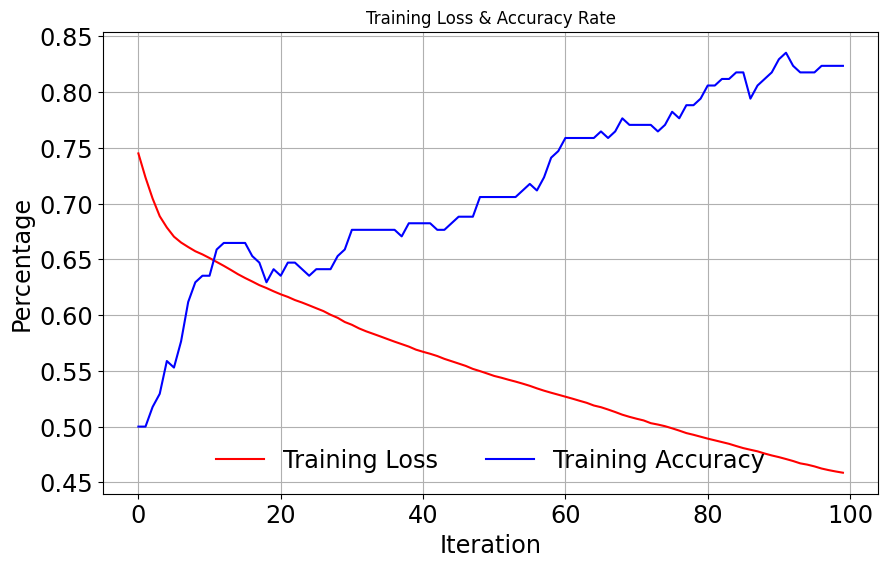 Training Loss & Accuracy Rate
0.85
0.80
0.75
0.70
0.65
0.60
0.55
0.50
0.45
Percentage
Training Loss Training Accuracy
0 20 40 60 80 100
Iteration